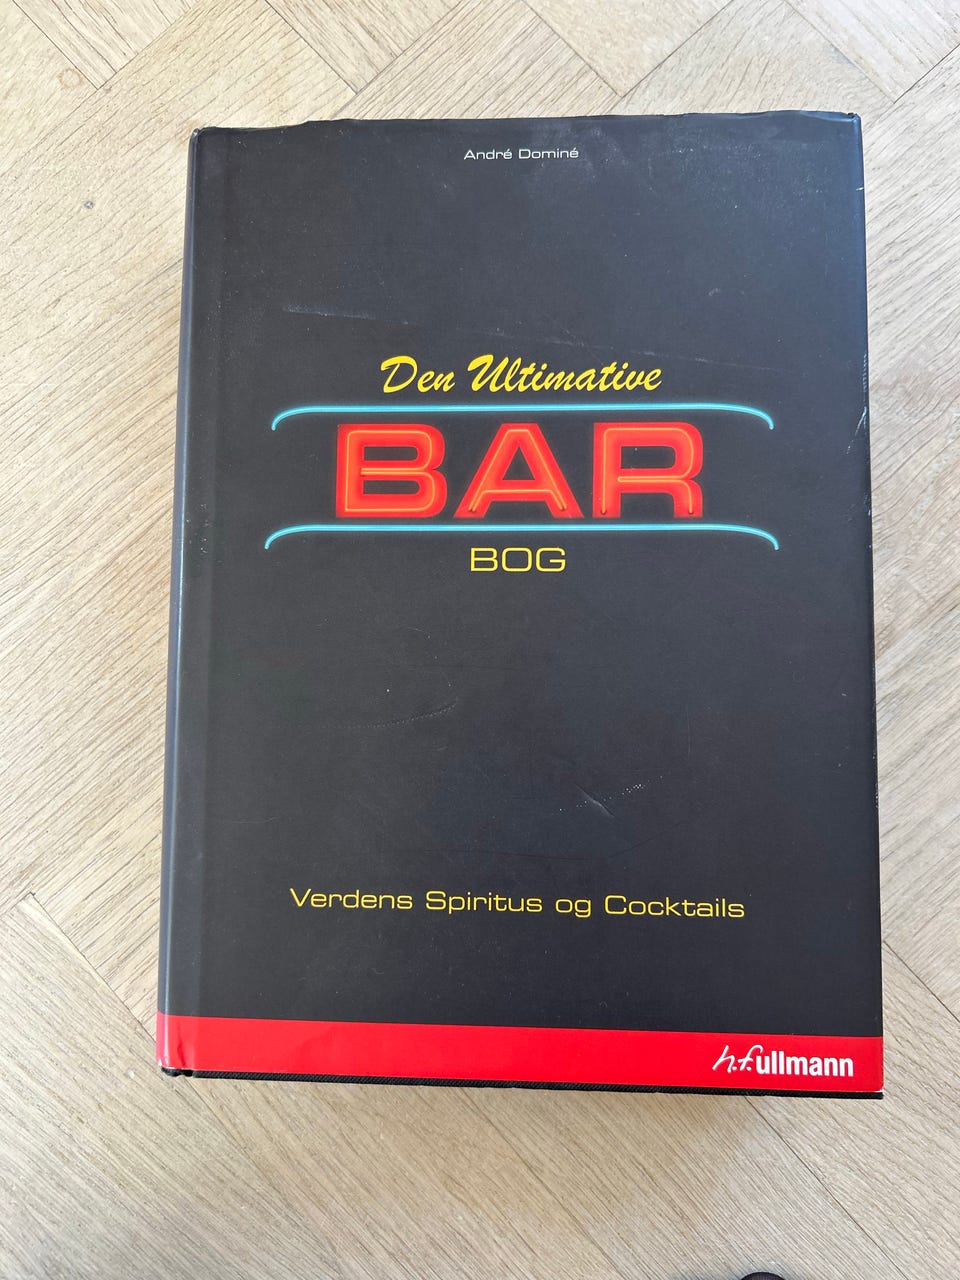 André Dominé
Den Ultimative
BAR
BOG
Verdens Spiritus og Cocktails
h.f.ullmann